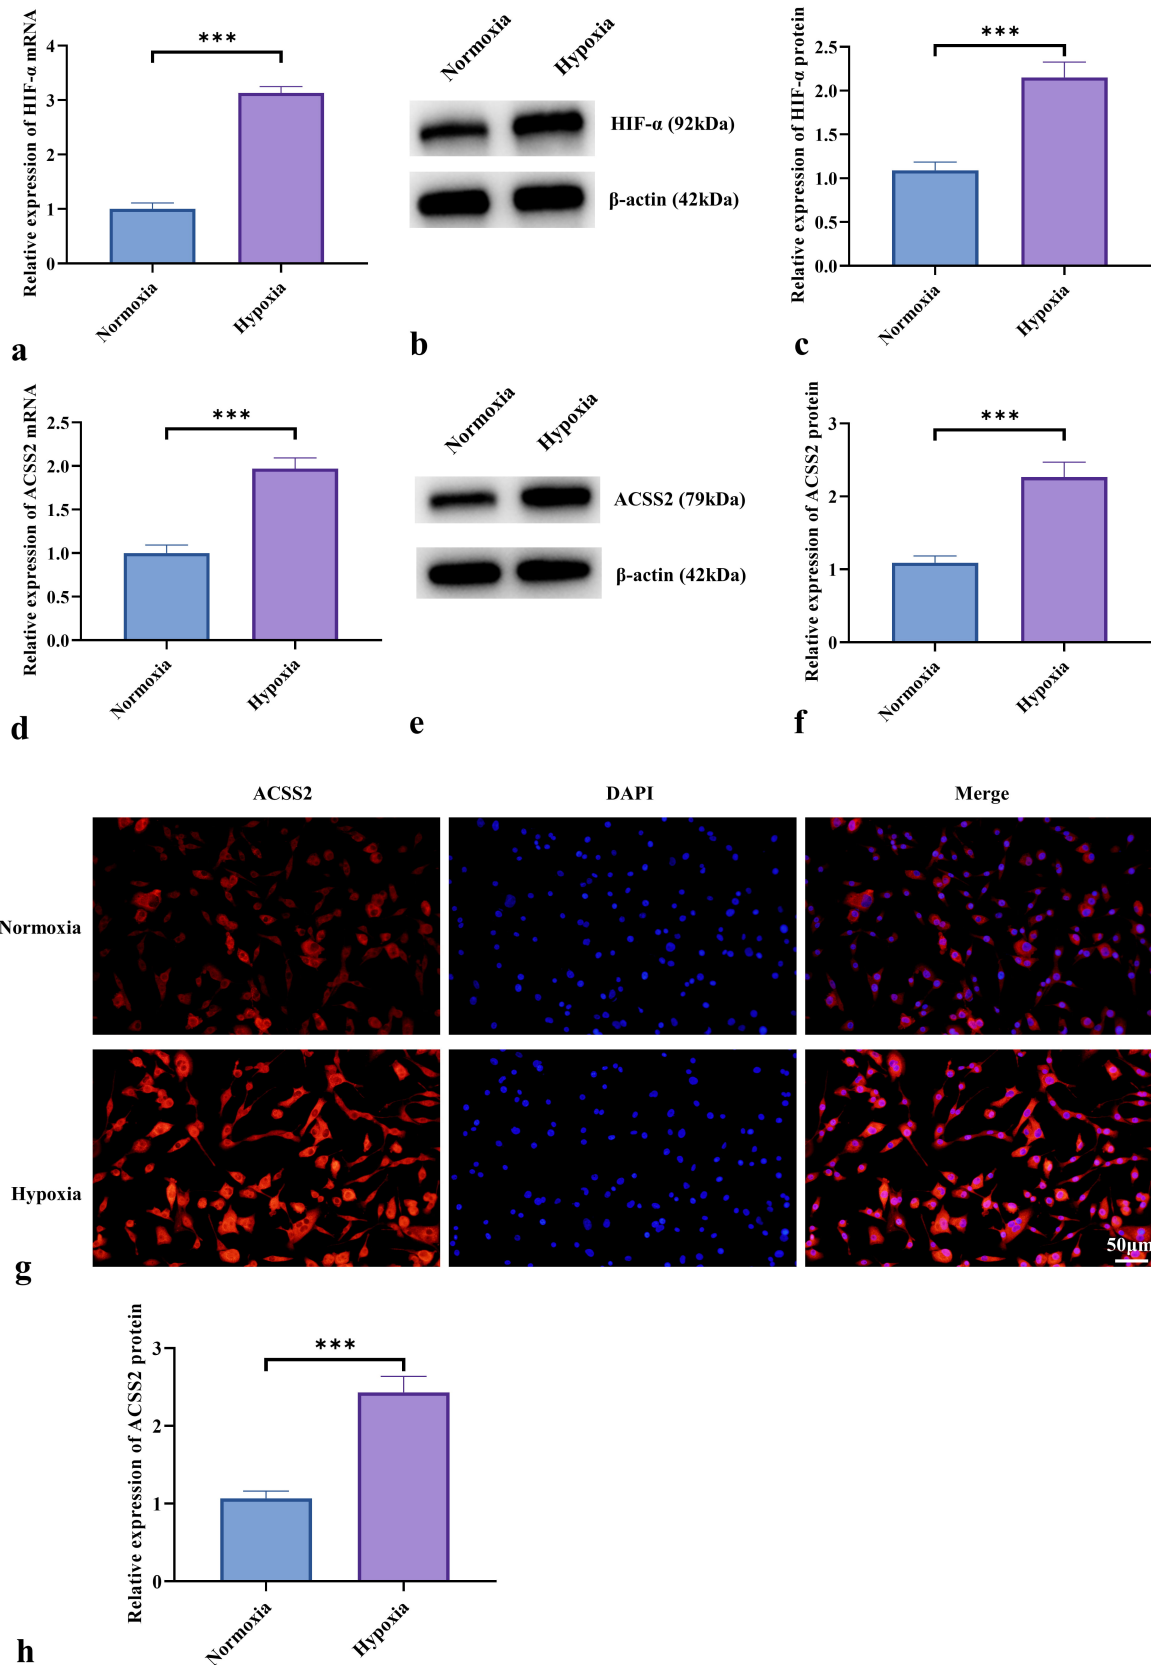 Relative expression of HIF-α mRNA
4
3
2
1
0
***
Normoxia
Hypoxia
a
Normoxia
Hypoxia
HIF-α (92kDa)
β-actin (42kDa)
b
Relative expression of HIF-α protein
2.5
2.0
1.5
1.0
0.5
0.0
***
Normoxia
Hypoxia
c
Relative expression of ACSS2 mRNA
2.5
2.0
1.5
1.0
0.5
0.0
***
Normoxia
Hypoxia
d
Normoxia
Hypoxia
ACSS2 (79kDa)
β-actin (42kDa)
e
Relative expression of ACSS2 protein
3
2
1
0
***
Normoxia
Hypoxia
f
ACSS2
DAPI
Merge
Normoxia
Hypoxia
50μm
g
Relative expression of ACSS2 protein
3
2
1
0
***
Normoxia
Hypoxia
h